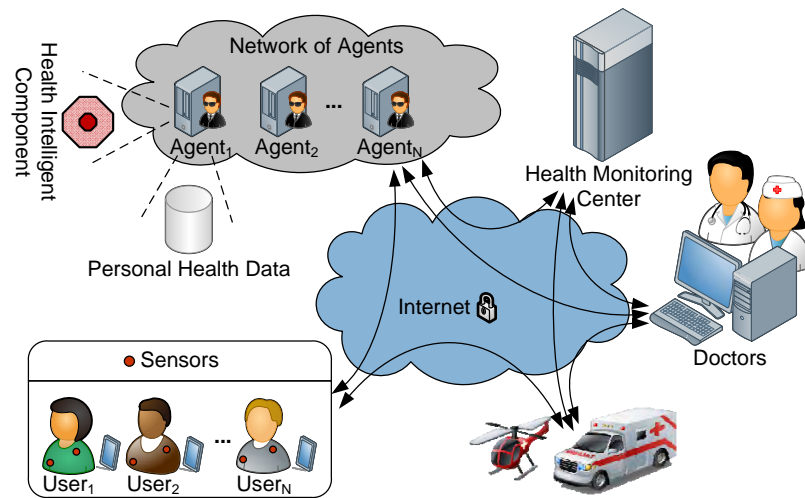 Network of Agents
Health Intelligent
Component
Agent1
Agent2
...
AgentN
Health Monitoring
Center
Personal Health Data
Internet
Doctors
Sensors
User1
User2
...
UserN